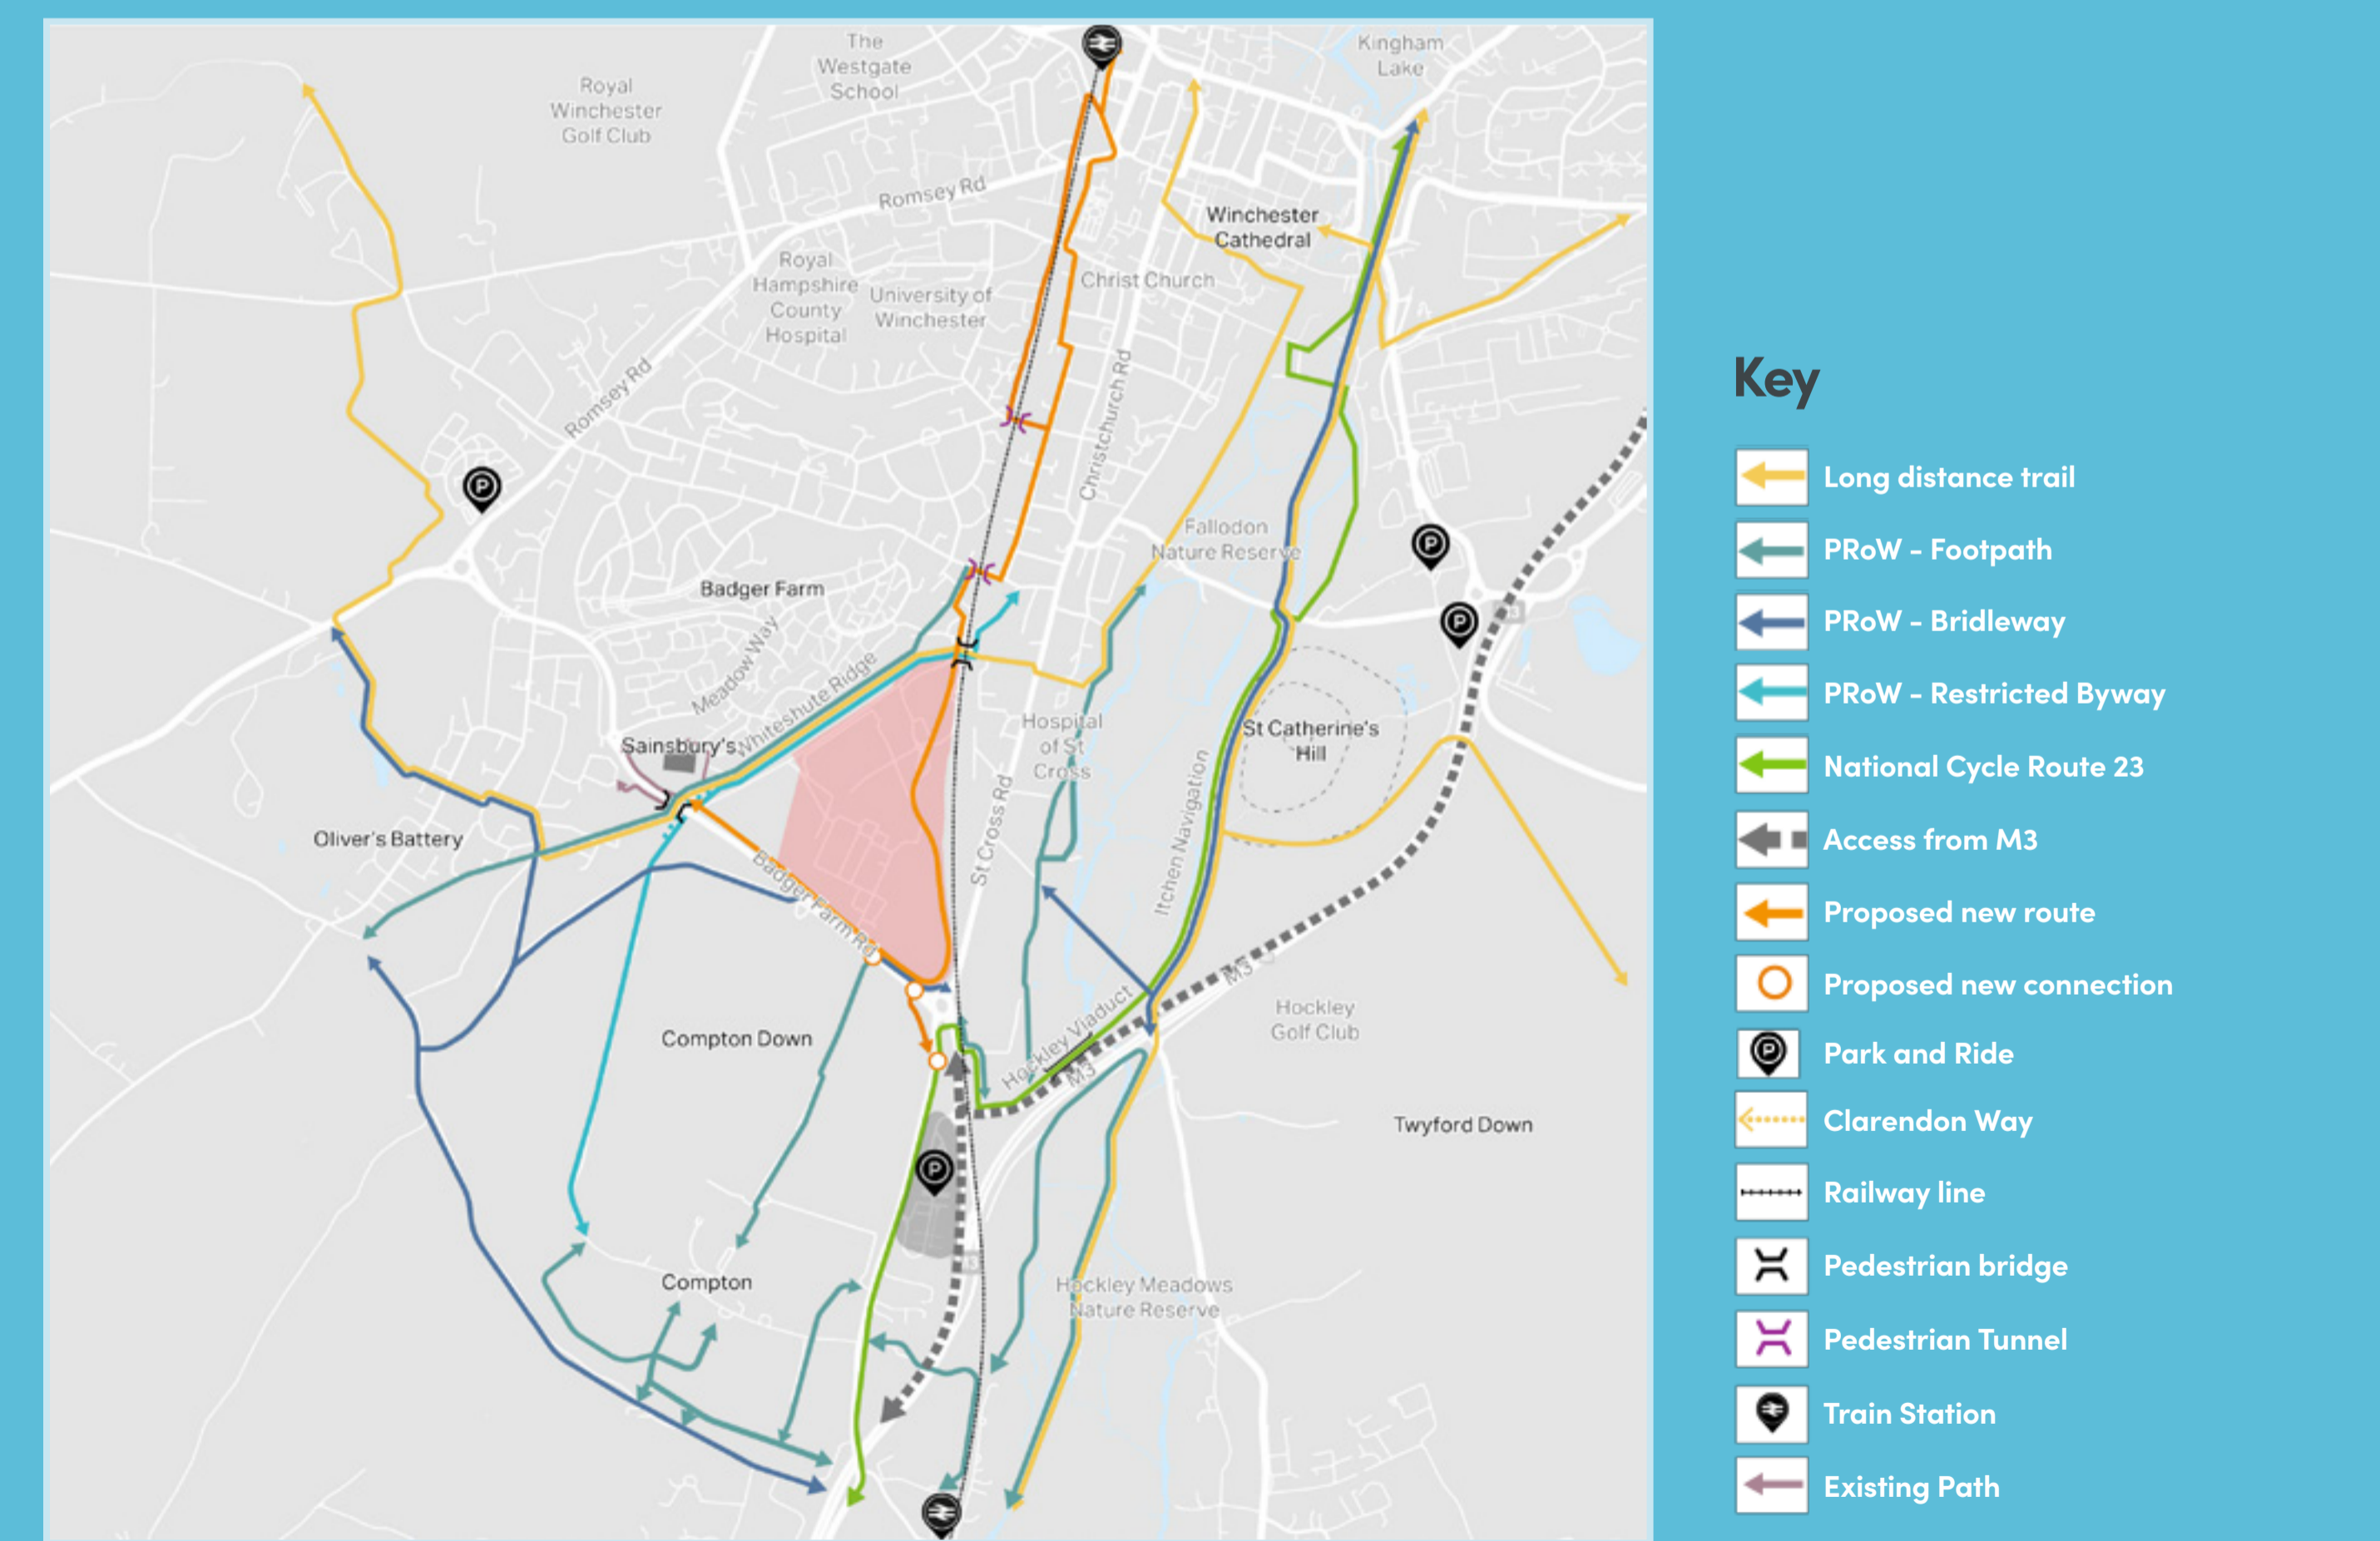 The
Westgate
School
Kingham
Lake
Royal
Winchester
Golf Club
Romsey Rd
Winchester
Cathedral
Royal
Hampshire
County
Hospital
University of
Winchester
Christ Church
Romsey Rd
Christchurch Rd
P
Fallodon
Nature Reserve
P
Badger Farm
P
Meadow Way
Whiteshute Ridge
Sainsbury's
Hospital
of St
Cross
St Catherine's
Hill
Oliver's Battery
St Cross Rd
Itchen Navigation
Badger Farm Rd
M3
Hockley Viaduct
M3
Hockley
Golf Club
Compton Down
Twyford Down
P
Compton
Hockley Meadows
Nature Reserve
Key
Long distance trail
PRoW - Footpath
PRoW - Bridleway
PRoW - Restricted Byway
National Cycle Route 23
Access from M3
Proposed new route
Proposed new connection
P
Park and Ride
Clarendon Way
Railway line
Pedestrian bridge
Pedestrian Tunnel
Train Station
Existing Path